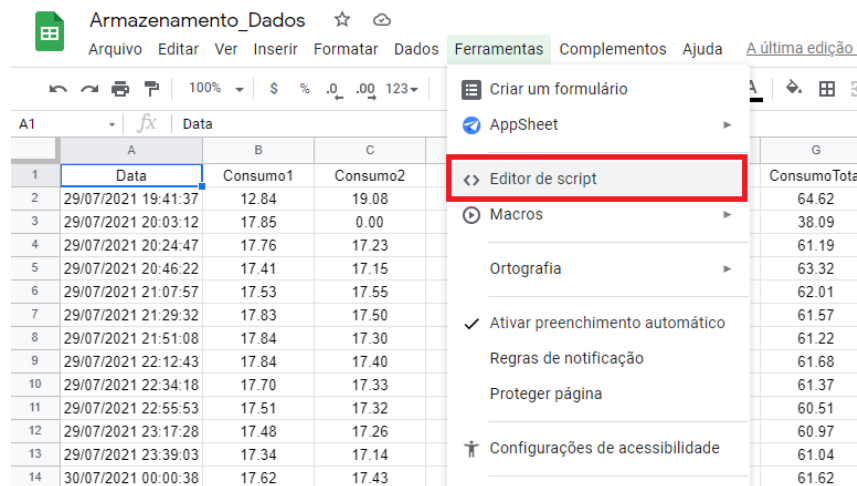 Armazenamento_Dados
Arquivo Editar Ver Inserir Formatar Dados Ferramentas Complementos Ajuda A última edição
100% $ % .0 .00 123
Criar um formulário
A1 fx Data
AppSheet
A B C G
1 Data Consumo1 Consumo2 Editor de script ConsumoTota
2 29/07/2021 19:41:37 12.84 19.08 64.62
3 29/07/2021 20:03:12 17.85 0.00 Macros 38.09
4 29/07/2021 20:24:47 17.76 17.23 61.19
5 29/07/2021 20:46:22 17.41 17.15 Ortografia 63.32
6 29/07/2021 21:07:57 17.53 17.55 62.01
7 29/07/2021 21:29:32 17.83 17.50 Ativar preenchimento automático 61.57
8 29/07/2021 21:51:08 17.84 17.30 61.22
9 29/07/2021 22:12:43 17.84 17.40 Regras de notificação 61.68
10 29/07/2021 22:34:18 17.70 17.33 Proteger página 61.37
11 29/07/2021 22:55:53 17.51 17.32 60.51
12 29/07/2021 23:17:28 17.48 17.26 Configurações de acessibilidade 60.97
13 29/07/2021 23:39:03 17.34 17.14 61.04
14 30/07/2021 00:00:38 17.62 17.43 61.62